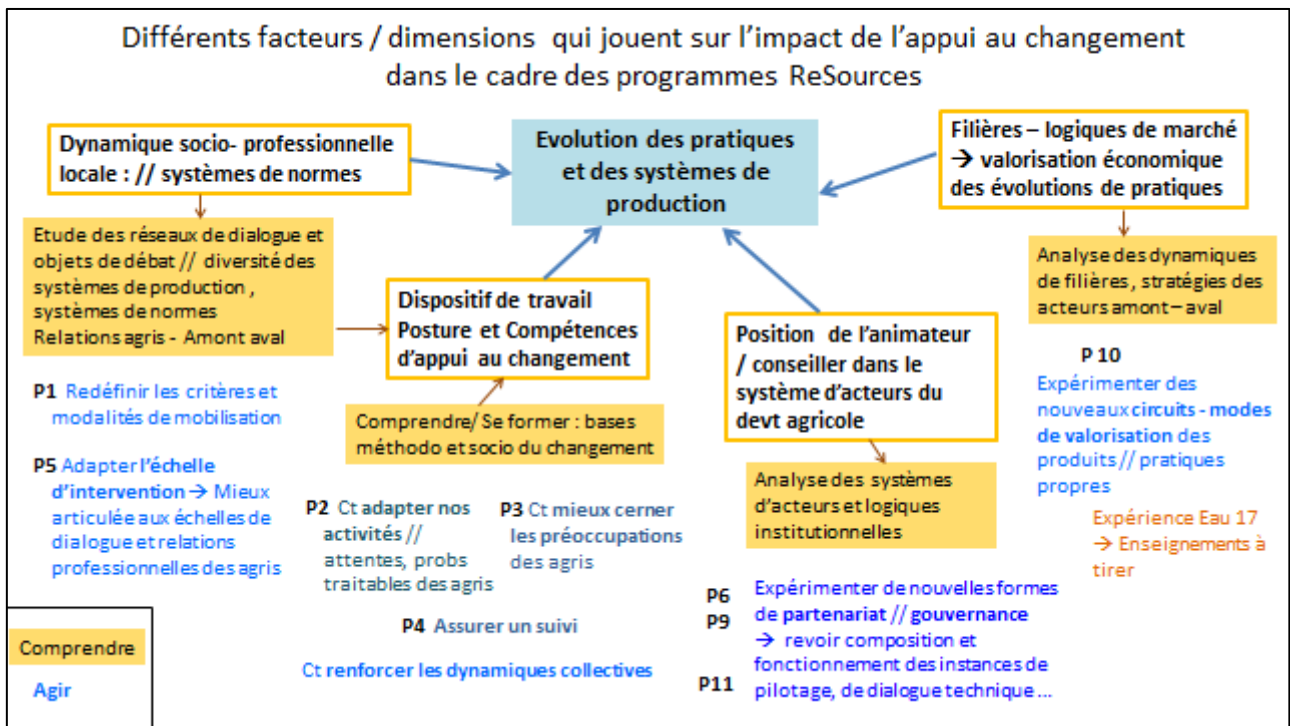 Différents facteurs / dimensions qui jouent sur l'impact de l'appui au changement
dans le cadre des programmes ReSources
Dynamique socio- professionnelle
locale : // systèmes de normes
Evolution des pratiques
et des systèmes de
production
Filières – logiques de marché
→ valorisation économique
des évolutions de pratiques
Etude des réseaux de dialogue et
objets de débat // diversité des
systèmes de production ,
systèmes de normes
Relations agris - Amont aval
Dispositif de travail
Posture et Compétences
d'appui au changement
Position de l'animateur
/ conseiller dans le
système d'acteurs du
devt agricole
Analyse des dynamiques
de filières, stratégies des
acteurs amont – aval
P1 Redéfinir les critères et
modalités de mobilisation
P5 Adapter l'échelle
d'intervention → Mieux
articulée aux échelles de
dialogue et relations
professionnelles des agris
Comprendre/ Se former : bases
méthodo et socio du changement
P2 Ct adapter nos
activités //
attentes, probs
traitables des agris
P3 Ct mieux cerner
les préoccupations
des agris
P4 Assurer un suivi
Ct renforcer les dynamiques collectives
Analyse des systèmes
d'acteurs et logiques
institutionnelles
P6
P9
P11
Expérimenter de nouvelles formes
de partenariat // gouvernance
→ revoir composition et
fonctionnement des instances de
pilotage, de dialogue technique ...
P 10
Expérimenter des
nouveaux circuits - modes
de valorisation des
produits // pratiques
propres
Expérience Eau 17
→ Enseignements à
tirer
Comprendre
Agir